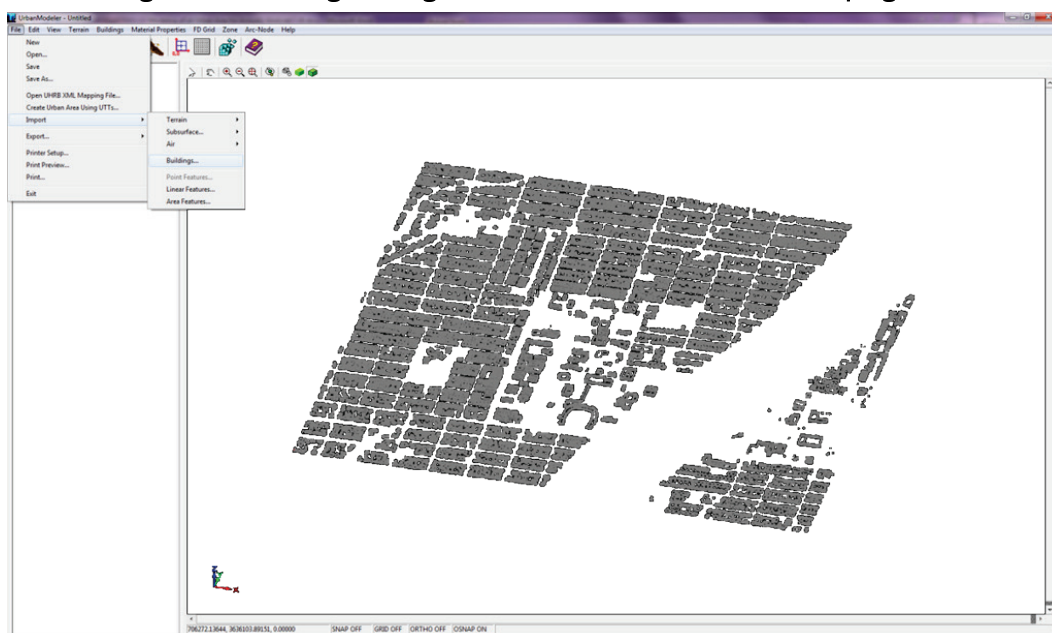 UrbanModeler - Untitled
File Edit View Terrain Buildings Material Properties FD Grid Zone Arc-Node Help
New
Open...
Save
Save As...
Open UHRB XML Mapping File...
Create Urban Area Using UTTs...
Import
Export...
Printer Setup...
Print Preview...
Print...
Exit
Terrain
Subsurface...
Air
Buildings...
Point Features...
Linear Features...
Area Features...
706272.13644, 3636103.89151, 0.00000 SNAP OFF GRID OFF ORTHO OFF OSNAP ON